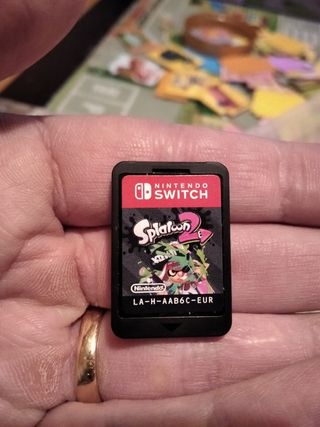 NINTENDO
SWITCH
Splatoon 2
Nintendo
LA-H-AAB6C-EUR